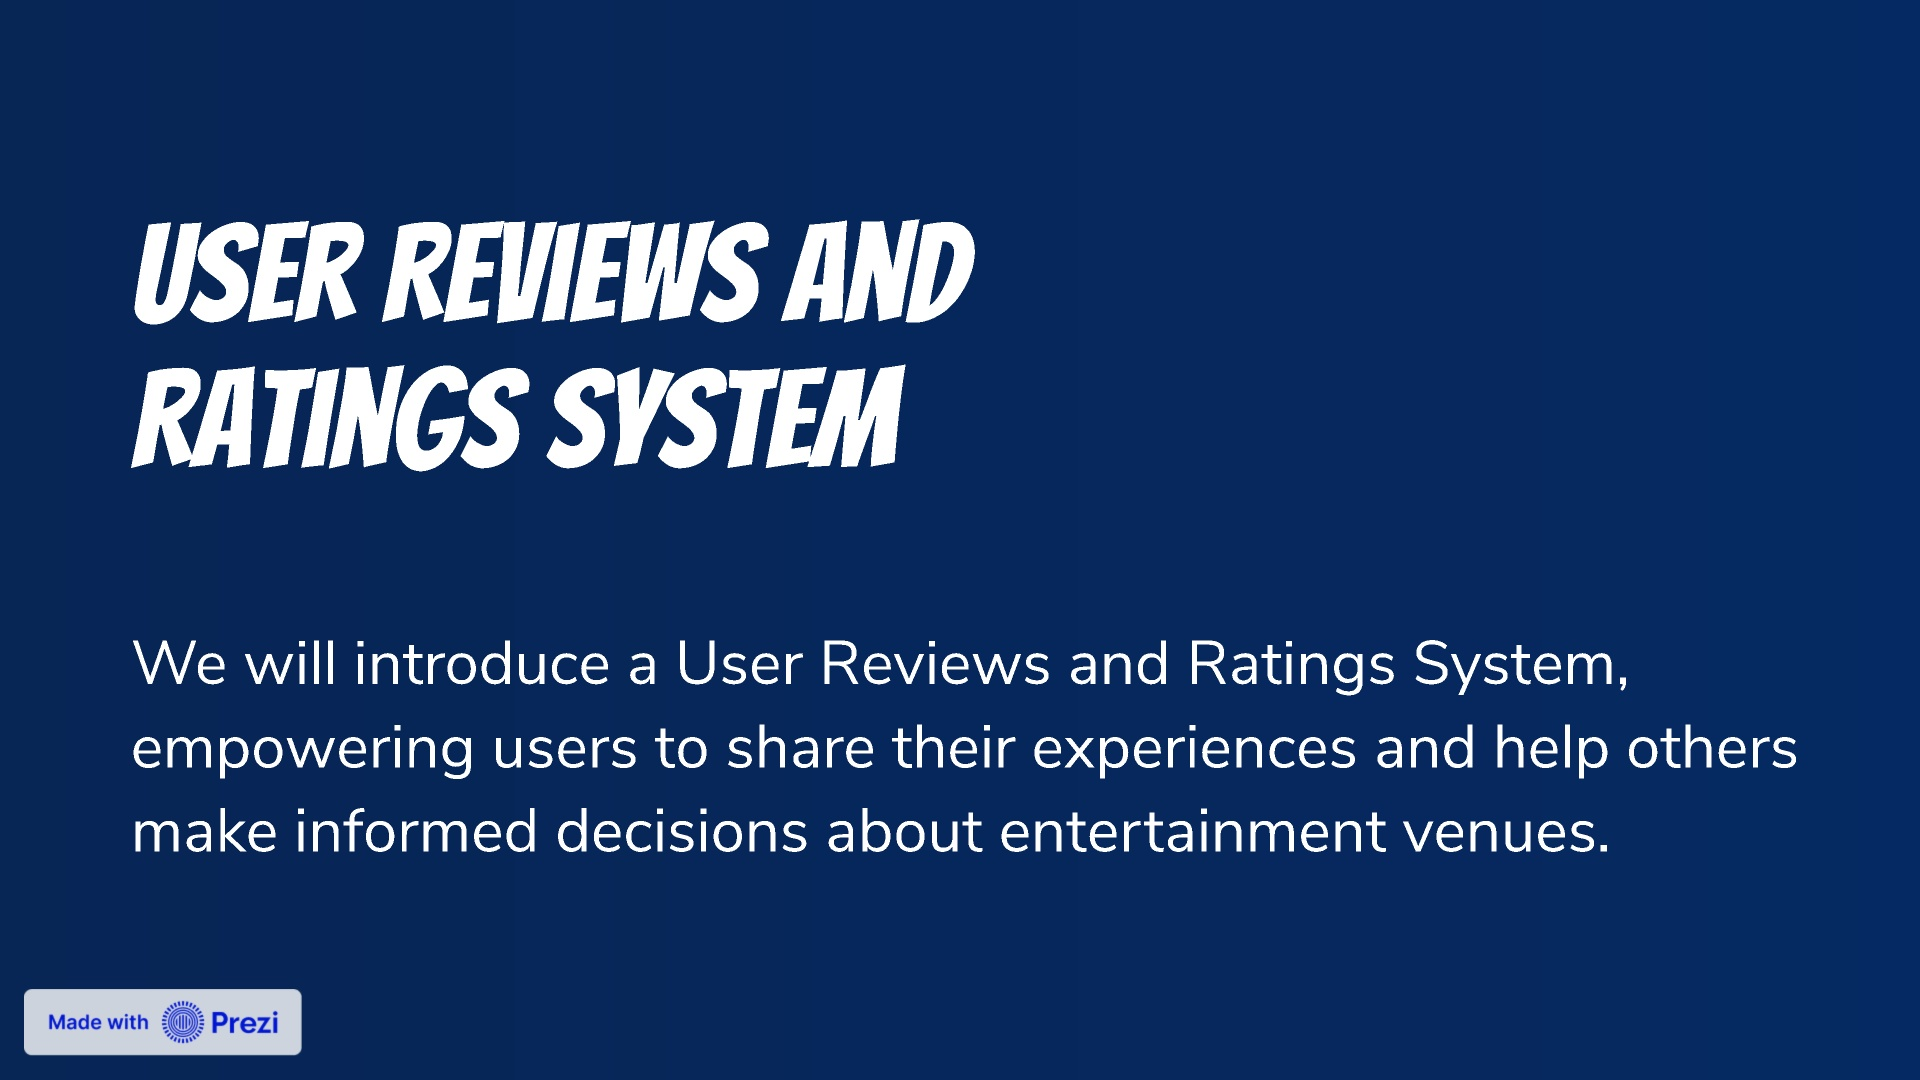 USER REVIEWS AND
RATINGS SYSTEM
We will introduce a User Reviews and Ratings System,
empowering users to share their experiences and help others
make informed decisions about entertainment venues.
Made with Prezi